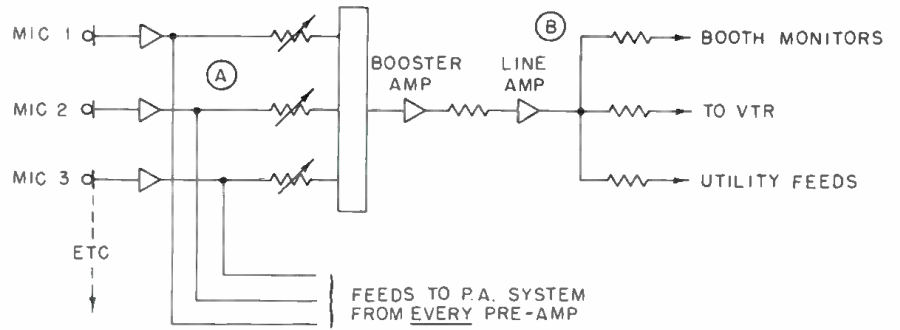 MIC 1
A
B
BOOTH MONITORS
BOOSTER
AMP
LINE
AMP
MIC 2
TO VTR
MIC 3
UTILITY FEEDS
ETC
FEEDS TO P.A. SYSTEM
FROM EVERY PRE-AMP